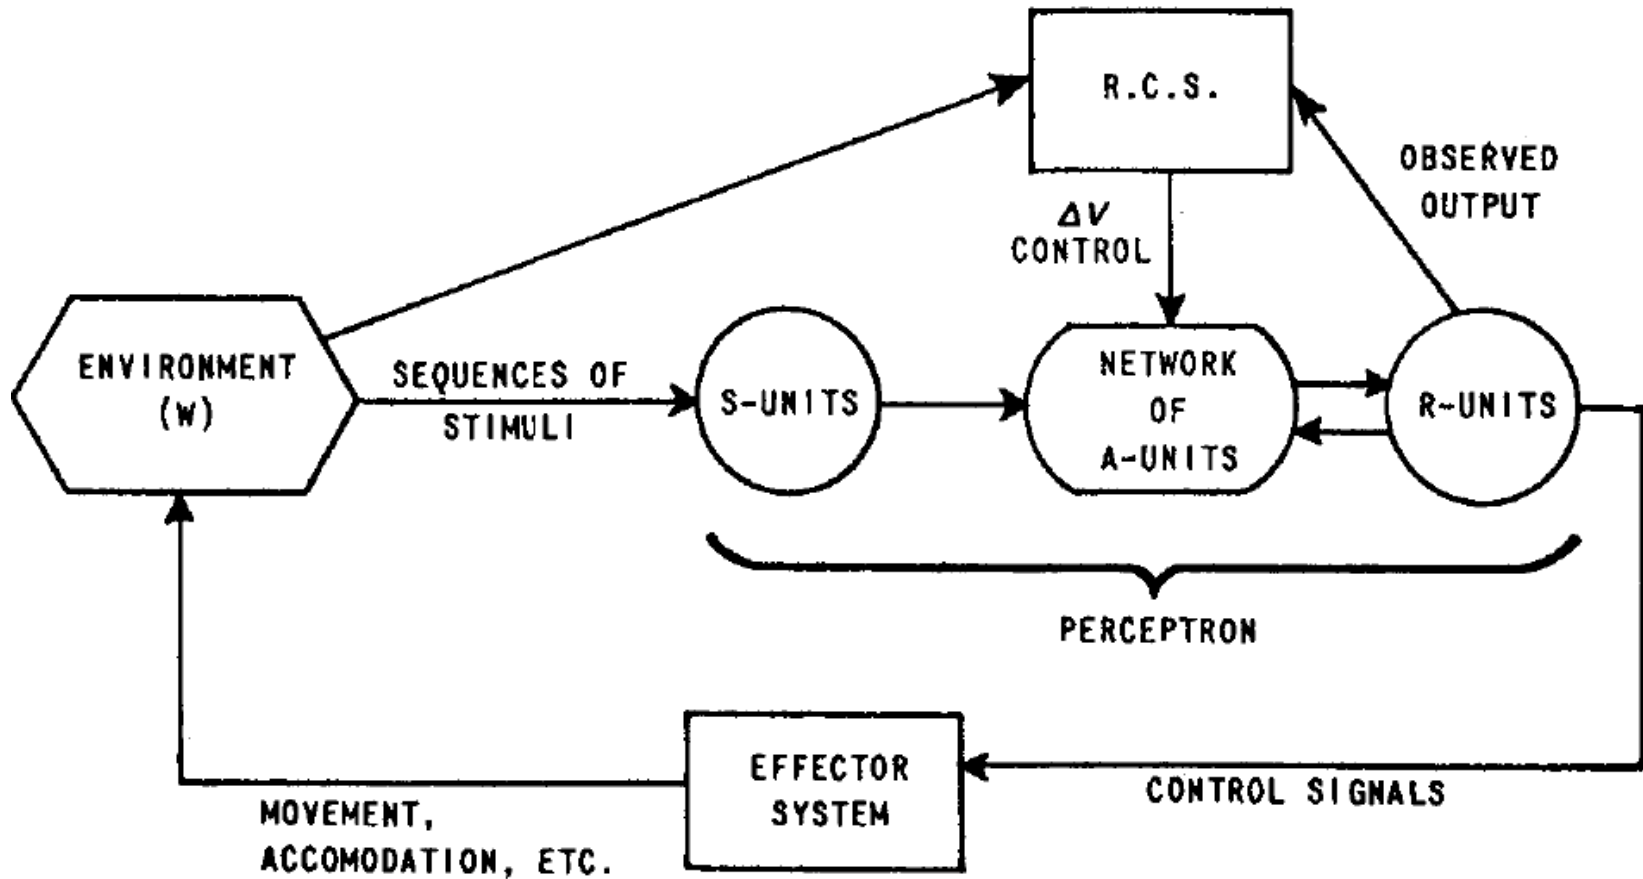 R.C.S.
OBSERVED
OUTPUT
ΔV
CONTROL
ENVIRONMENT
(W)
SEQUENCES OF
STIMULI
S-UNITS
NETWORK
OF
A-UNITS
R-UNITS
PERCEPTRON
EFFECTOR
SYSTEM
CONTROL SIGNALS
MOVEMENT,
ACCOMODATION, ETC.